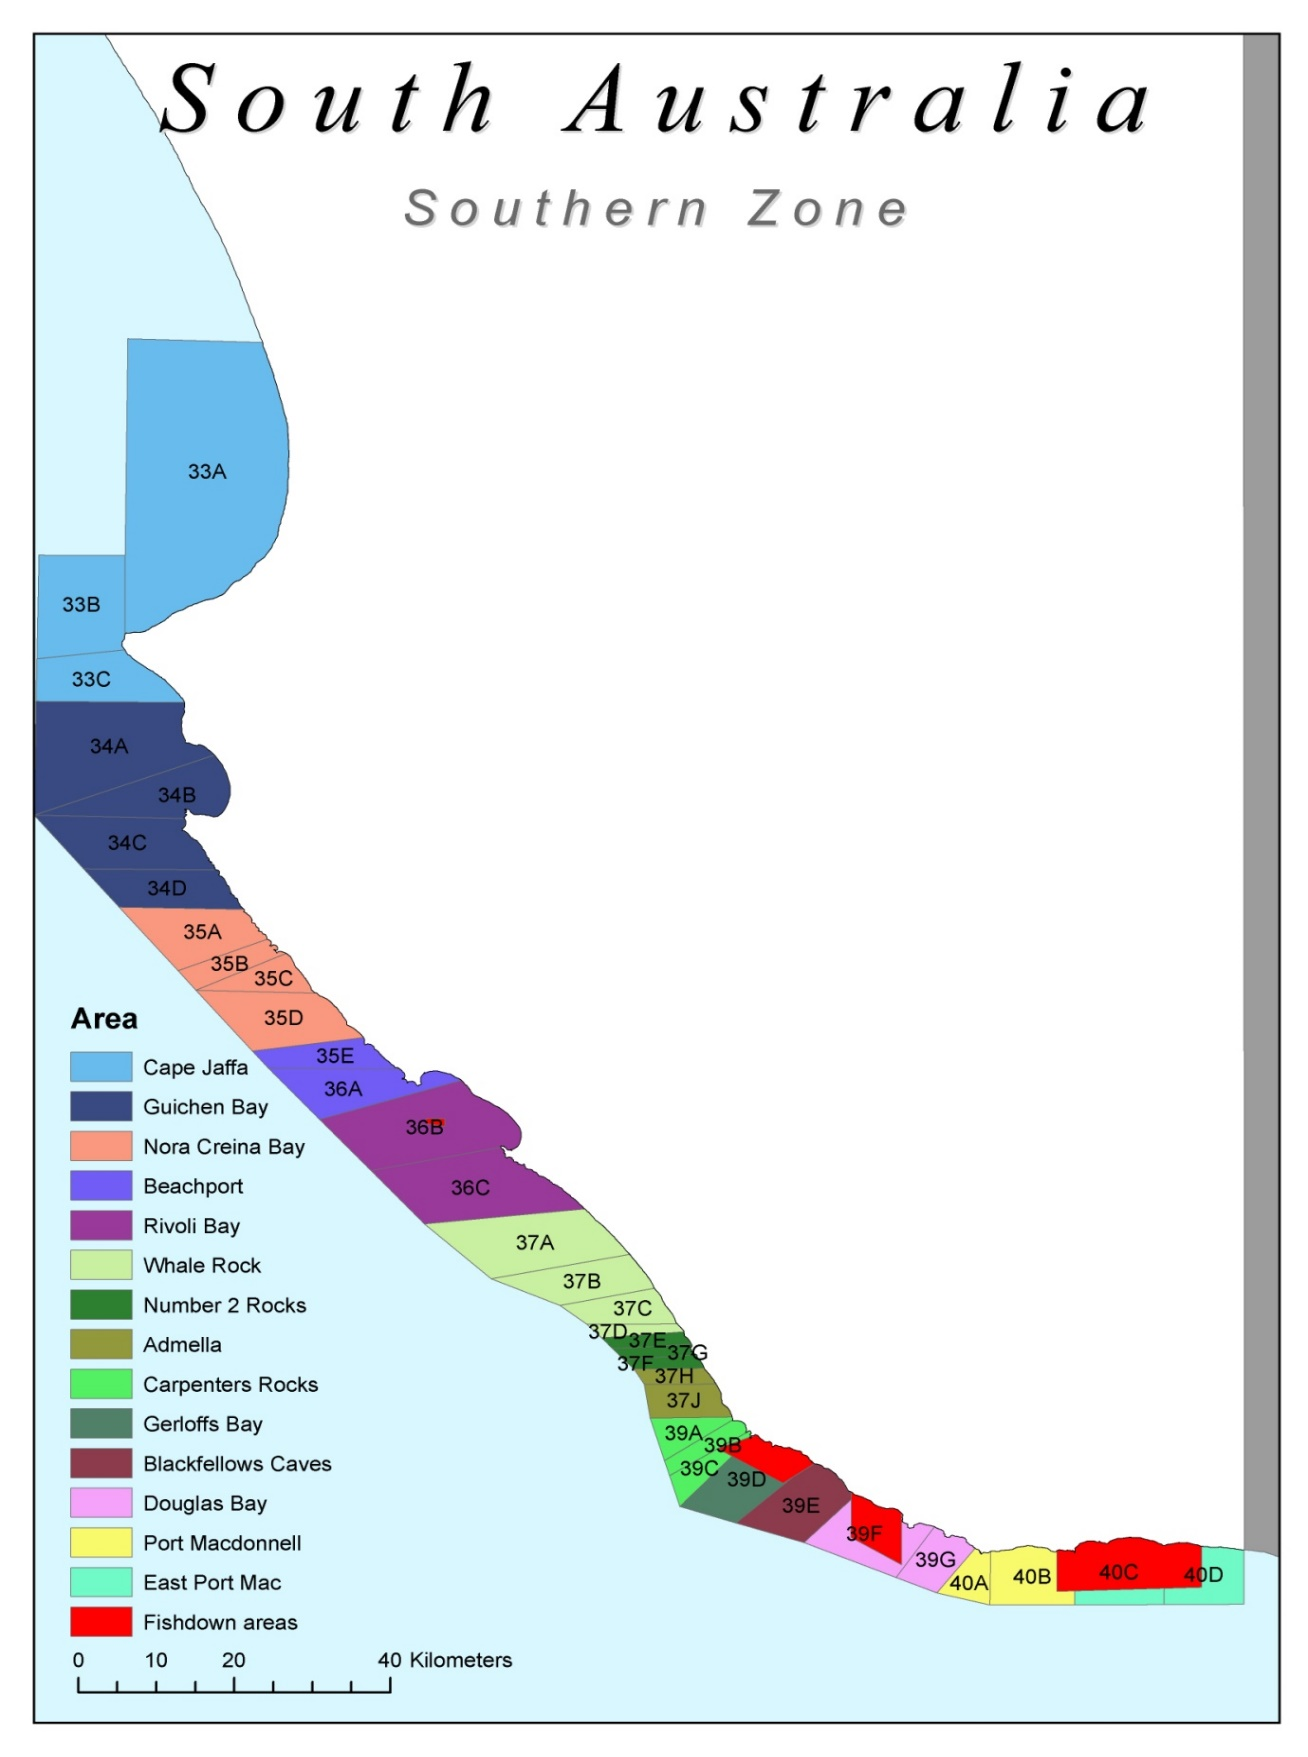 South Australia
Southern Zone
33A
33B
33C
34A
34B
34C
34D
35A
35B
35C
35D
35E
36A
36B
36C
37A
37B
37C
37D
37E
37G
37F
37H
37J
39A
39B
39C
39D
39E
39F
39G
40A
40B
40C
40D
Area
Cape Jaffa
Guichen Bay
Nora Creina Bay
Beachport
Rivoli Bay
Whale Rock
Number 2 Rocks
Admella
Carpenters Rocks
Gerloffs Bay
Blackfellows Caves
Douglas Bay
Port Macdonnell
East Port Mac
Fishdown areas
0 10 20 40 Kilometers